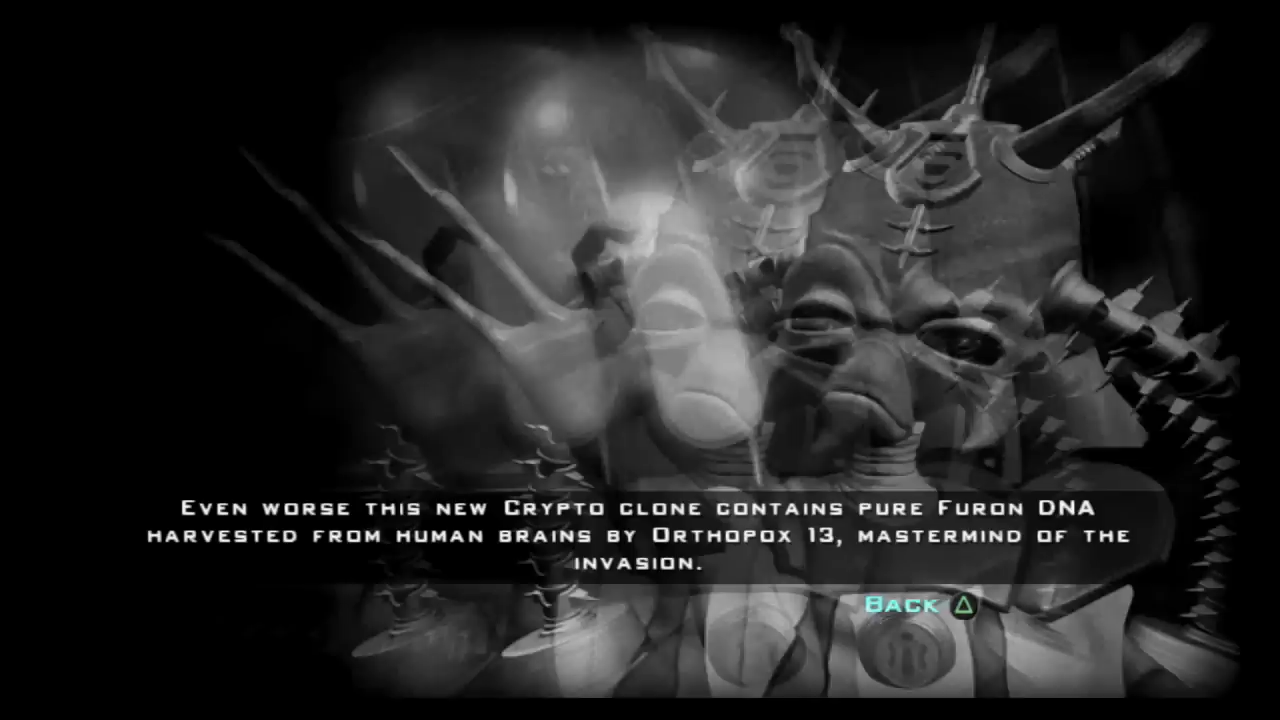 Even worse this new Crypto clone contains pure Furon DNA
harvested from human brains by Orthopox 13, mastermind of the
invasion.
Back